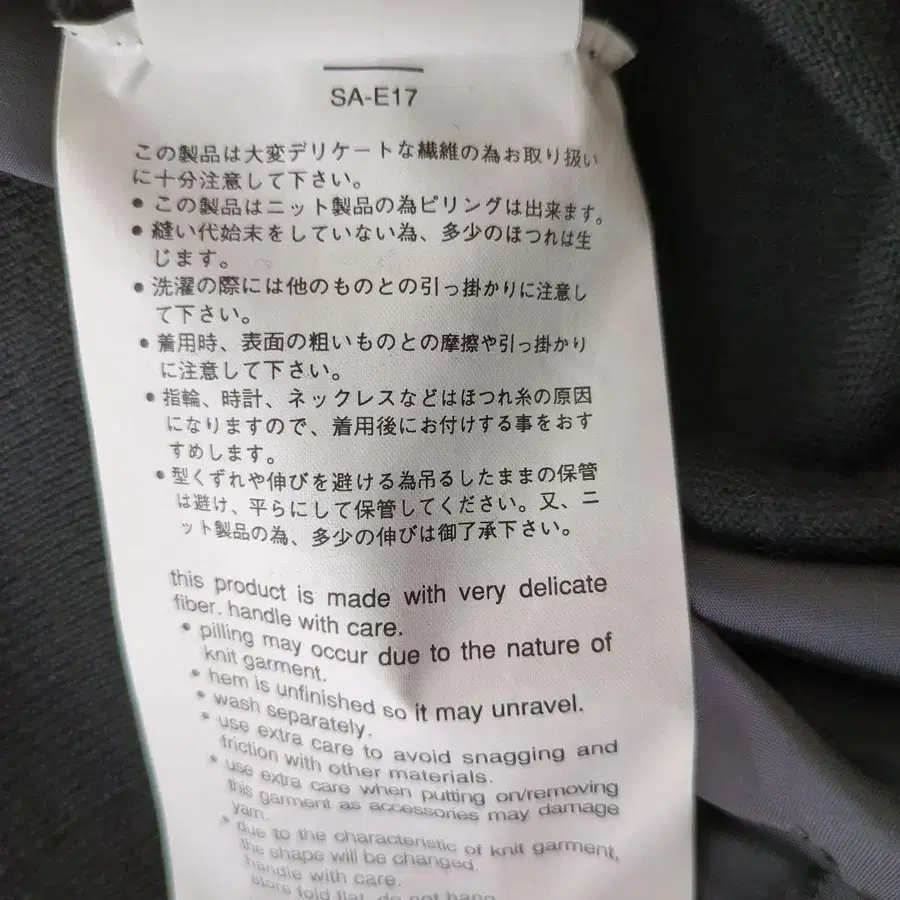 SA-E17
この製品は大変デリケートな繊維の為お取り扱い
に十分注意して下さい。
● この製品はニット製品の為ピリングは出来ます。
● 縫い代始末をしていない為、多少のほつれは生
じます。
● 洗濯の際には他のものとの引っ掛かりに注意し
て下さい。
● 着用時、表面の粗いものとの摩擦や引っ掛かり
に注意して下さい。
● 指輪、時計、ネックレスなどはほつれ糸の原因
になりますので、着用後にお付けする事をおす
すめします。
● 型くずれや伸びを避ける為吊るしたままの保管
は避け、平らにして保管してください。又、ニ
ット製品の為、多少の伸びは御了承下さい。
this product is made with very delicate
fiber. handle with care.
● pilling may occur due to the nature of
knit garment.
● hem is unfinished so it may unravel.
● wash separately.
● use extra care to avoid snagging and
friction with other materials.
● use extra care when putting on/removing
this garment as accessories may damage
yarn.
● due to the characteristic of knit garment,
the shape will be changed.
handle with care.
store fold flat, do not hang